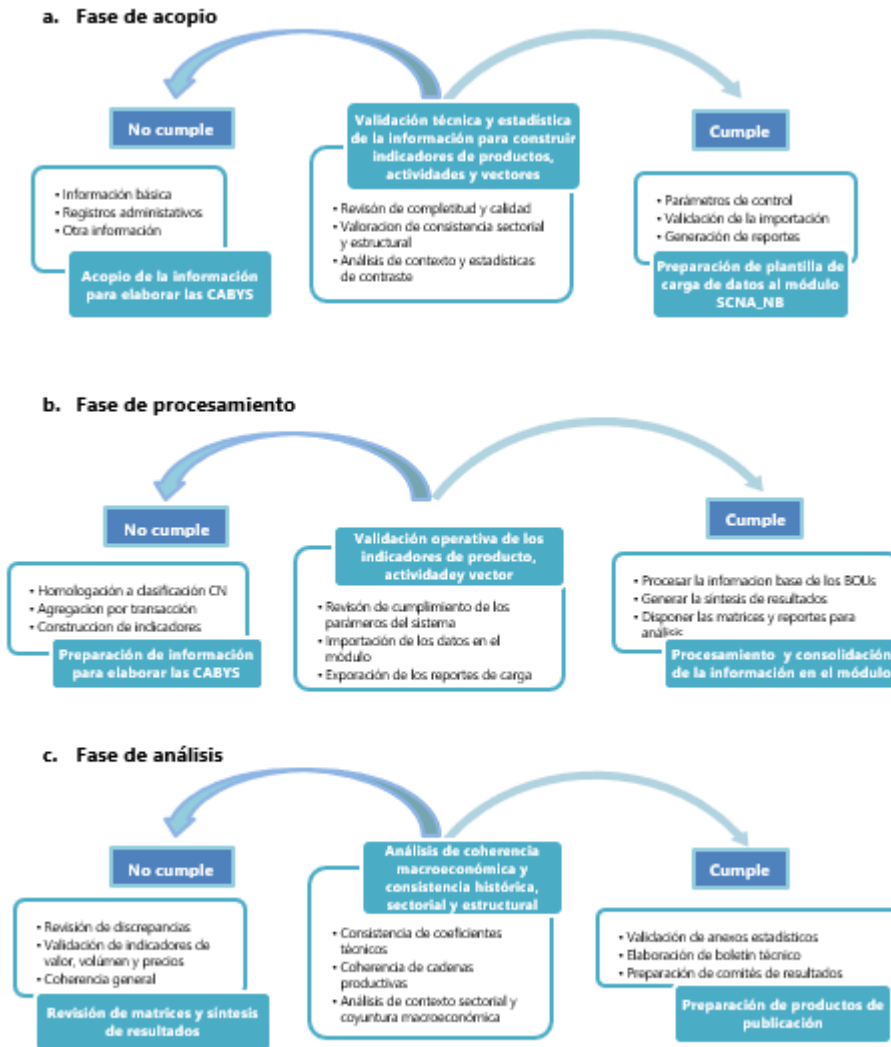 a. Fase de acopio
No cumple
• Información básica
• Registros administativos
• Otra información
Acopio de la información
para elaborar las CABYS
Validación técnica y estadística
de la información para construir
indicadores de productos,
actividades y vectores
• Revisón de completitud y calidad
• Valoracion de consistencia sectorial
y estructural
• Análisis de contexto y estadísticas
de contraste
Cumple
• Parámetros de control
• Validación de la importación
• Generación de reportes
Preparación de plantilla de
carga de datos al módulo
SCNA_NB
b. Fase de procesamiento
No cumple
• Homologación a clasificación CN
• Agregacion por transacción
• Construccion de indicadores
Preparación de información
para elaborar las CABYS
Validación operativa de los
indicadores de producto,
actividadey vector
• Revisón de cumplimiento de los
parámeros del sistema
• Importación de los datos en el
módulo
• Exporación de los reportes de carga
Cumple
• Procesar la infomacion base de los BOUs
• Generar la síntesis de resultados
• Disponer las matrices y reportes para
análisis
Procesamiento y consolidación
de la información en el módulo
c. Fase de análisis
No cumple
• Revisión de discrepancias
• Validación de indicadores de
valor, volúmen y precios
• Coherencia general
Revisión de matrices y síntesis
de resultados
Análisis de coherencia
macroeconómica y
consistencia histórica,
sectorial y estructural
• Consistencia de coeficientes
técnicos
• Coherencia de cadenas
productivas
• Análisis de contexto sectorial y
coyuntura macroeconómica
Cumple
• Validación de anexos estadísticos
• Elaboración de boletín técnico
• Preparación de comités de resultados
Preparación de productos de
publicación